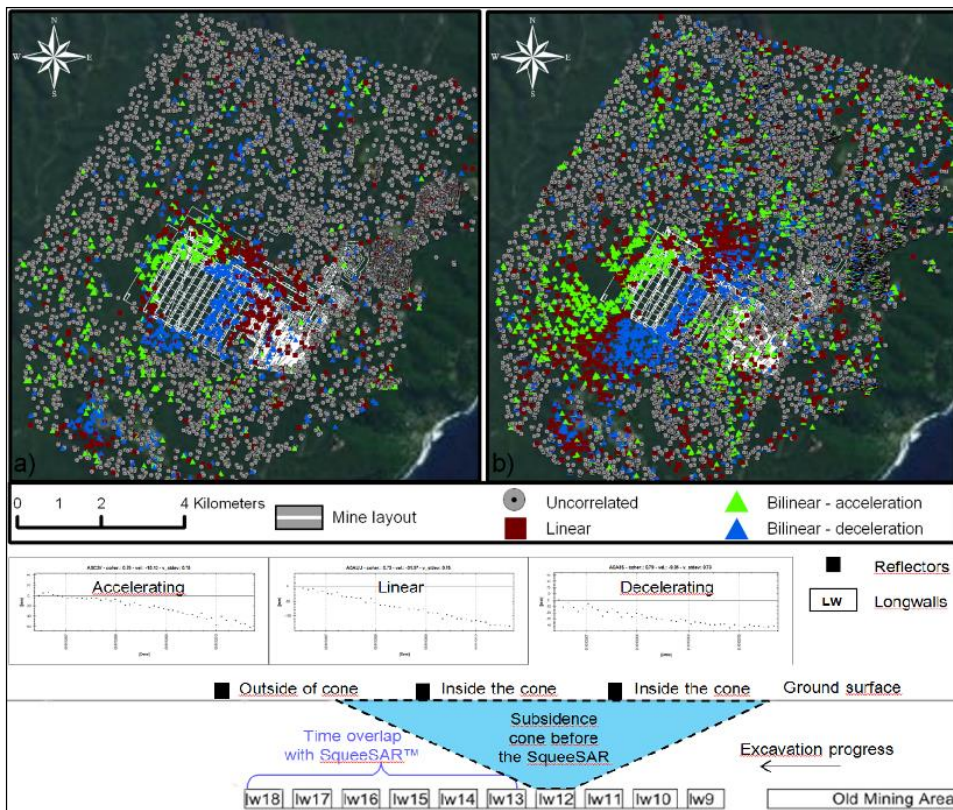 N
W
E
S
N
W
E
S
a)
b)
0 1 2 4 Kilometers
Mine layout
Uncorrelated
Linear
Bilinear - acceleration
Bilinear - deceleration
Accelerating
Linear
Decelerating
Reflectors
LW
Longwalls
Outside of cone
Inside the cone
Inside the cone
Ground surface
Time overlap
with SqueeSAR™
Subsidence
cone before
the SqueeSAR
Excavation progress
lw18 lw17 lw16 lw15 lw14 lw13 lw12 lw11 lw10 lw9 Old Mining Area